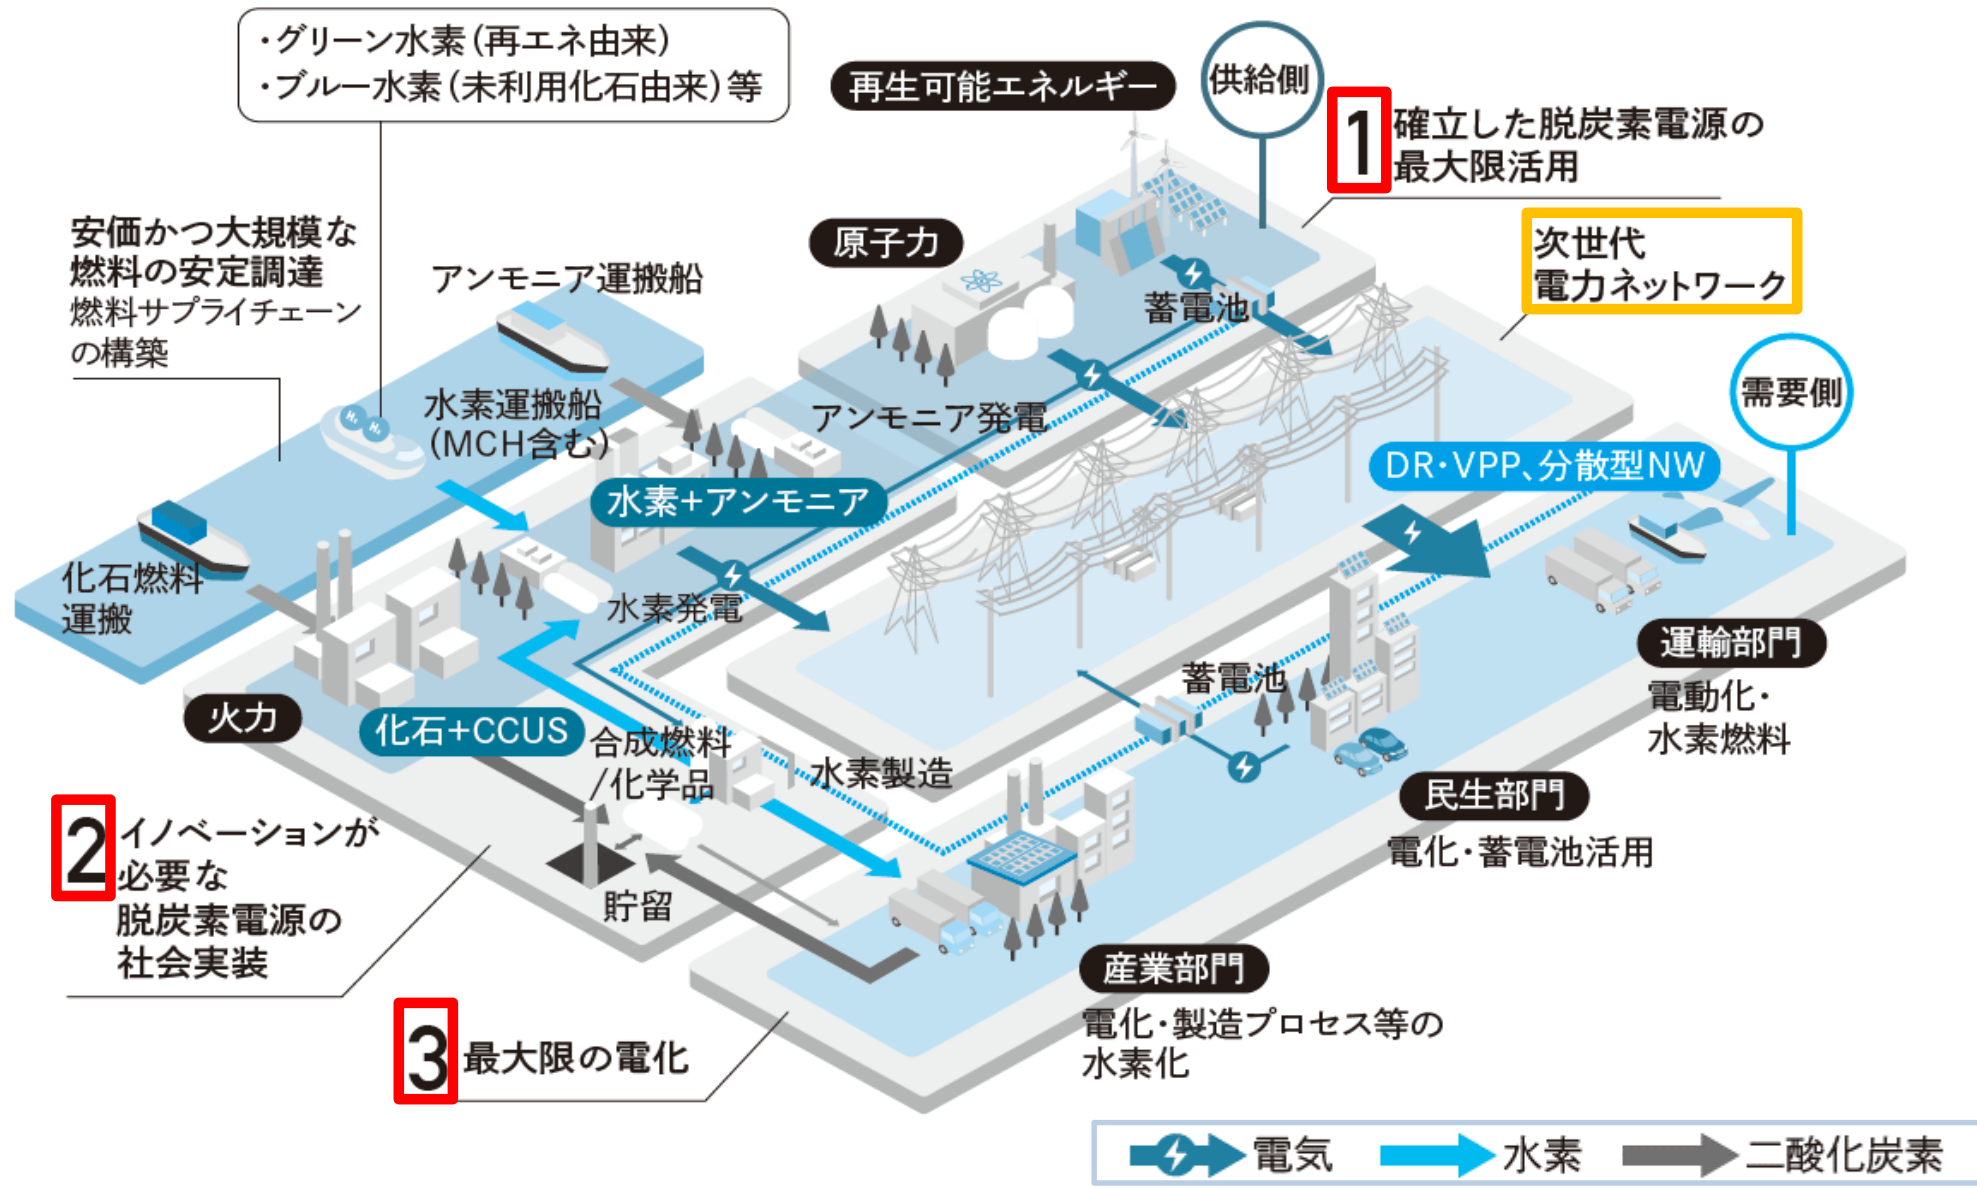 ・グリーン水素(再エネ由来)
・ブルー水素(未利用化石由来)等
再生可能エネルギー
供給側
1
確立した脱炭素電源の
最大限活用
安価かつ大規模な
燃料の安定調達
燃料サプライチェーン
の構築
アンモニア運搬船
原子力
次世代
電力ネットワーク
蓄電池
需要側
水素運搬船
(MCH含む)
H₂ H₂
アンモニア発電
DR・VPP、分散型NW
水素+アンモニア
化石燃料
運搬
水素発電
火力
化石+CCUS
合成燃料
/化学品
水素製造
蓄電池
運輸部門
電動化・
水素燃料
民生部門
電化・蓄電池活用
2
イノベーションが
必要な
脱炭素電源の
社会実装
貯留
産業部門
電化・製造プロセス等の
水素化
3
最大限の電化
電気
水素
二酸化炭素